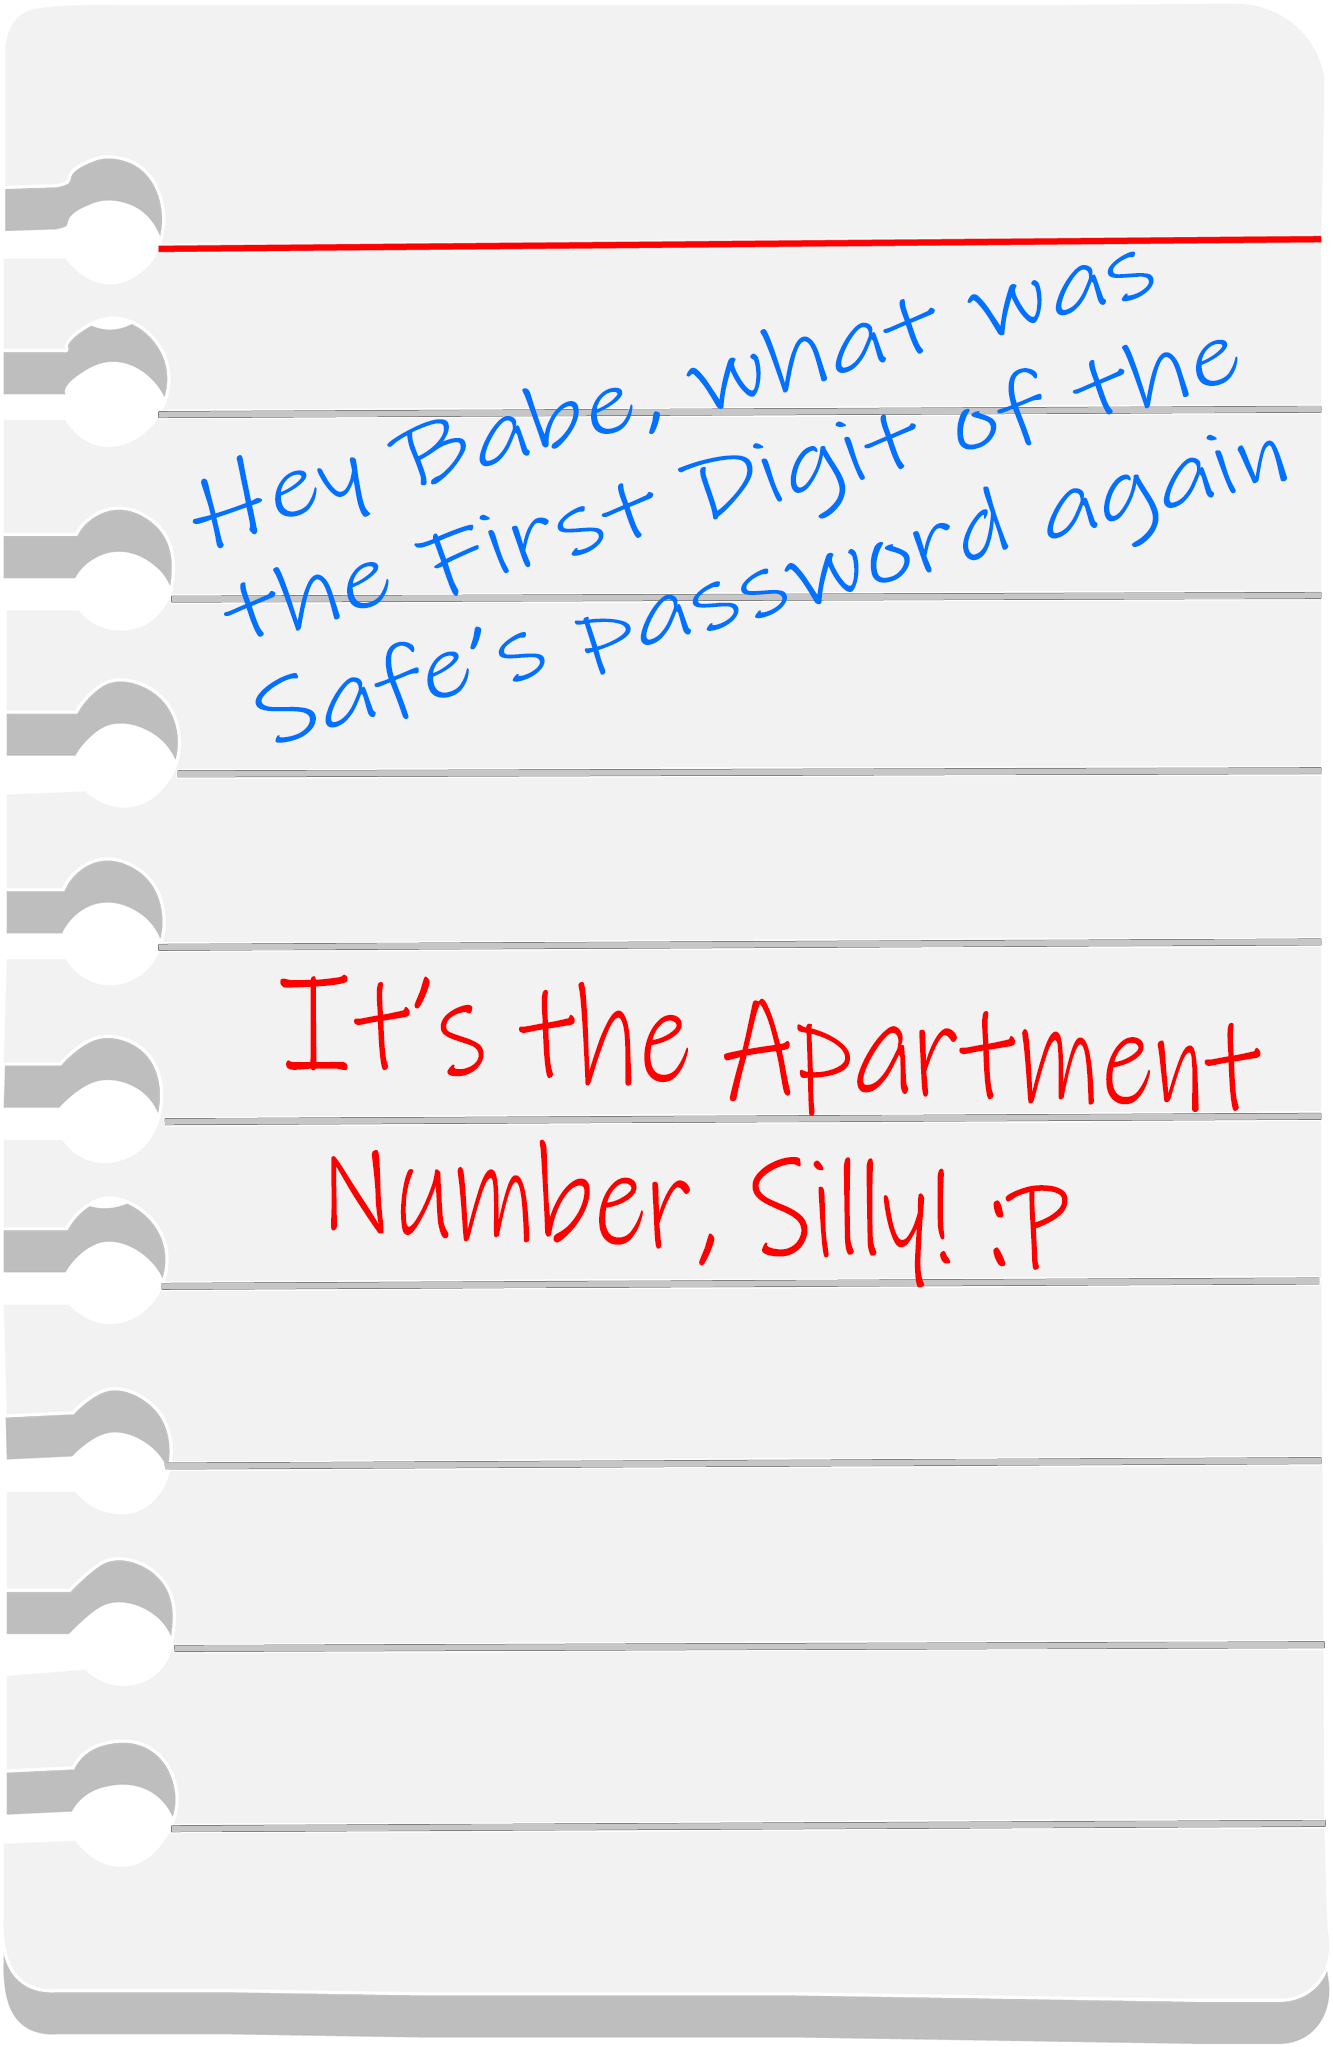 Hey Babe, what was
the First Digit of the
Safe's password again
It's the Apartment
Number, Silly! :P